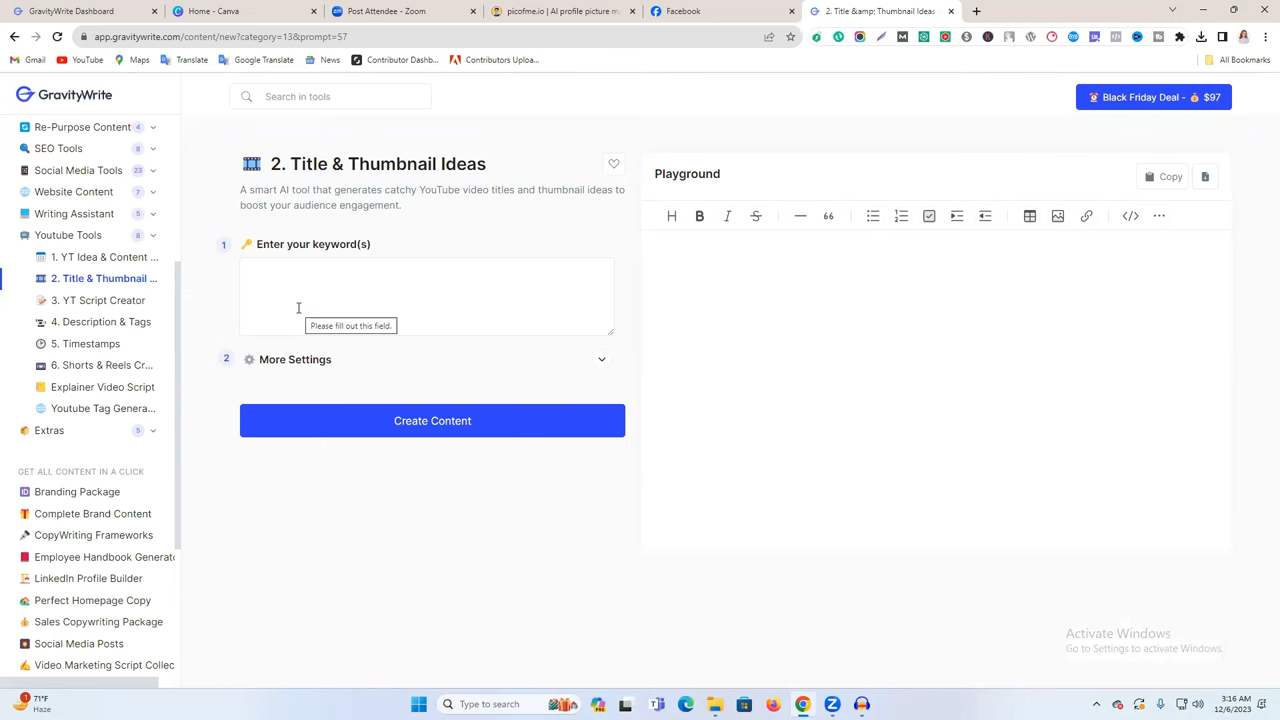 GravityWrite Dashboard
Home - Canva
Post Attendee - Zoom
picofme.io | AI profile picture m
Facebook
2. Title &amp; Thumbnail Ideas
app.gravitywrite.com/content/new?category=13&prompt=57
Gmail
YouTube
Maps
Translate
Google Translate
News
Contributor Dashb...
Contributors Uploa...
All Bookmarks
GravityWrite
Search in tools
Black Friday Deal - 💰 $97
Re-Purpose Content 4
SEO Tools 8
Social Media Tools 23
Website Content 7
Writing Assistant 5
Youtube Tools 8
1. YT Idea & Content ...
2. Title & Thumbnail ...
3. YT Script Creator
4. Description & Tags
5. Timestamps
6. Shorts & Reels Cr...
Explainer Video Script
Youtube Tag Genera...
Extras 5
GET ALL CONTENT IN A CLICK
Branding Package
Complete Brand Content
CopyWriting Frameworks
Employee Handbook Generato
LinkedIn Profile Builder
Perfect Homepage Copy
Sales Copywriting Package
Social Media Posts
Video Marketing Script Collec
2. Title & Thumbnail Ideas
A smart AI tool that generates catchy YouTube video titles and thumbnail ideas to
boost your audience engagement.
1 Enter your keyword(s)
Please fill out this field.
2 More Settings
Create Content
Playground
Copy
Activate Windows
Go to Settings to activate Windows.
71°F
Haze
Type to search
3:16 AM
12/6/2023